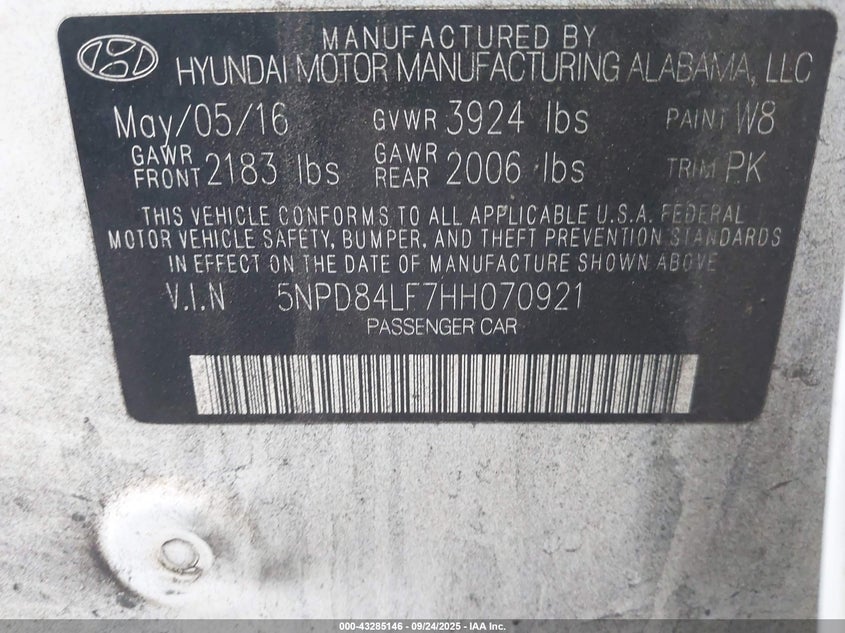 MANUFACTURED BY
HYUNDAI MOTOR MANUFACTURING ALABAMA, LLC
May/05/16 GVWR 3924 lbs PAINT W8
GAWR FRONT 2183 lbs GAWR REAR 2006 lbs TRIM PK
THIS VEHICLE CONFORMS TO ALL APPLICABLE U.S.A. FEDERAL
MOTOR VEHICLE SAFETY, BUMPER, AND THEFT PREVENTION STANDARDS
IN EFFECT ON THE DATE OF MANUFACTURE SHOWN ABOVE
V.I.N 5NPD84LF7HH070921
PASSENGER CAR
000-43285146 - 09/24/2025 - IAA Inc.